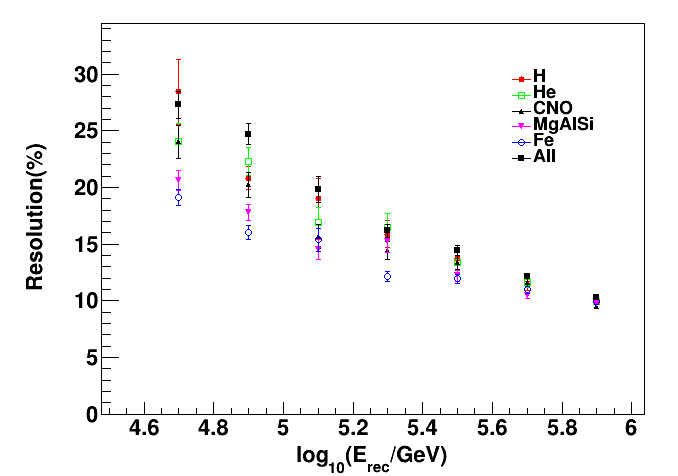 30
25
20
15
10
5
0
Resolution(%)
H
He
CNO
MgAlSi
Fe
All
4.6 4.8 5 5.2 5.4 5.6 5.8 6
log10(Erec/GeV)